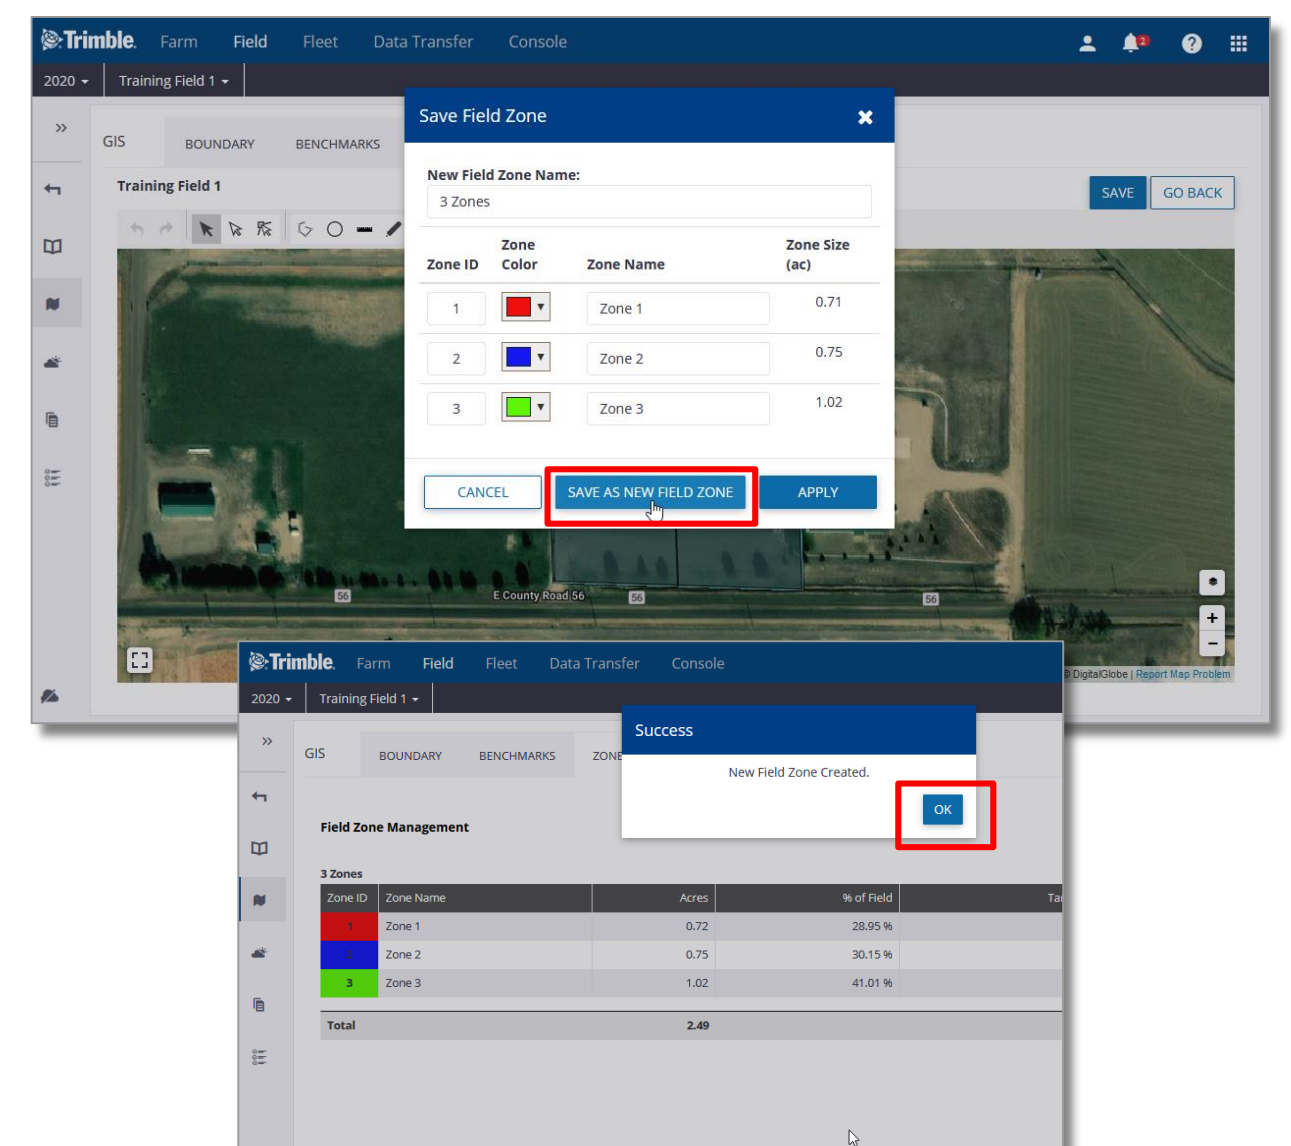 Trimble. Farm Field Fleet Data Transfer Console 2
2020 Training Field 1
Save Field Zone
GIS BOUNDARY BENCHMARKS
New Field Zone Name:
3 Zones
Training Field 1
SAVE GO BACK
Zone ID Zone Color Zone Name Zone Size (ac)
1 Zone 1 0.71
2 Zone 2 0.75
3 Zone 3 1.02
CANCEL SAVE AS NEW FIELD ZONE APPLY
56 E County Road 56 56 56
+
−
DigitalGlobe | Report Map Problem
Trimble. Farm Field Fleet Data Transfer Console
2020 Training Field 1
Success
GIS BOUNDARY BENCHMARKS ZONE
New Field Zone Created.
OK
Field Zone Management
3 Zones
Zone ID Zone Name Acres % of Field Ta
1 Zone 1 0.72 28.95 %
2 Zone 2 0.75 30.15 %
3 Zone 3 1.02 41.01 %
Total 2.49